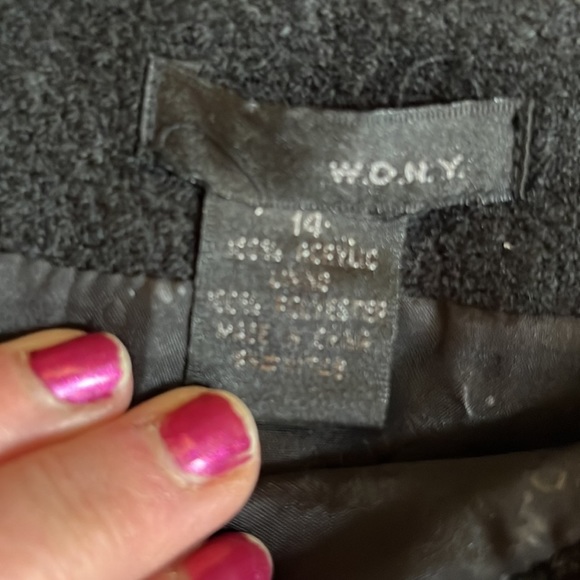 W.O.N.Y.
14
100% ACRYLIC
LINING
100% POLYESTER
MADE IN CHINA